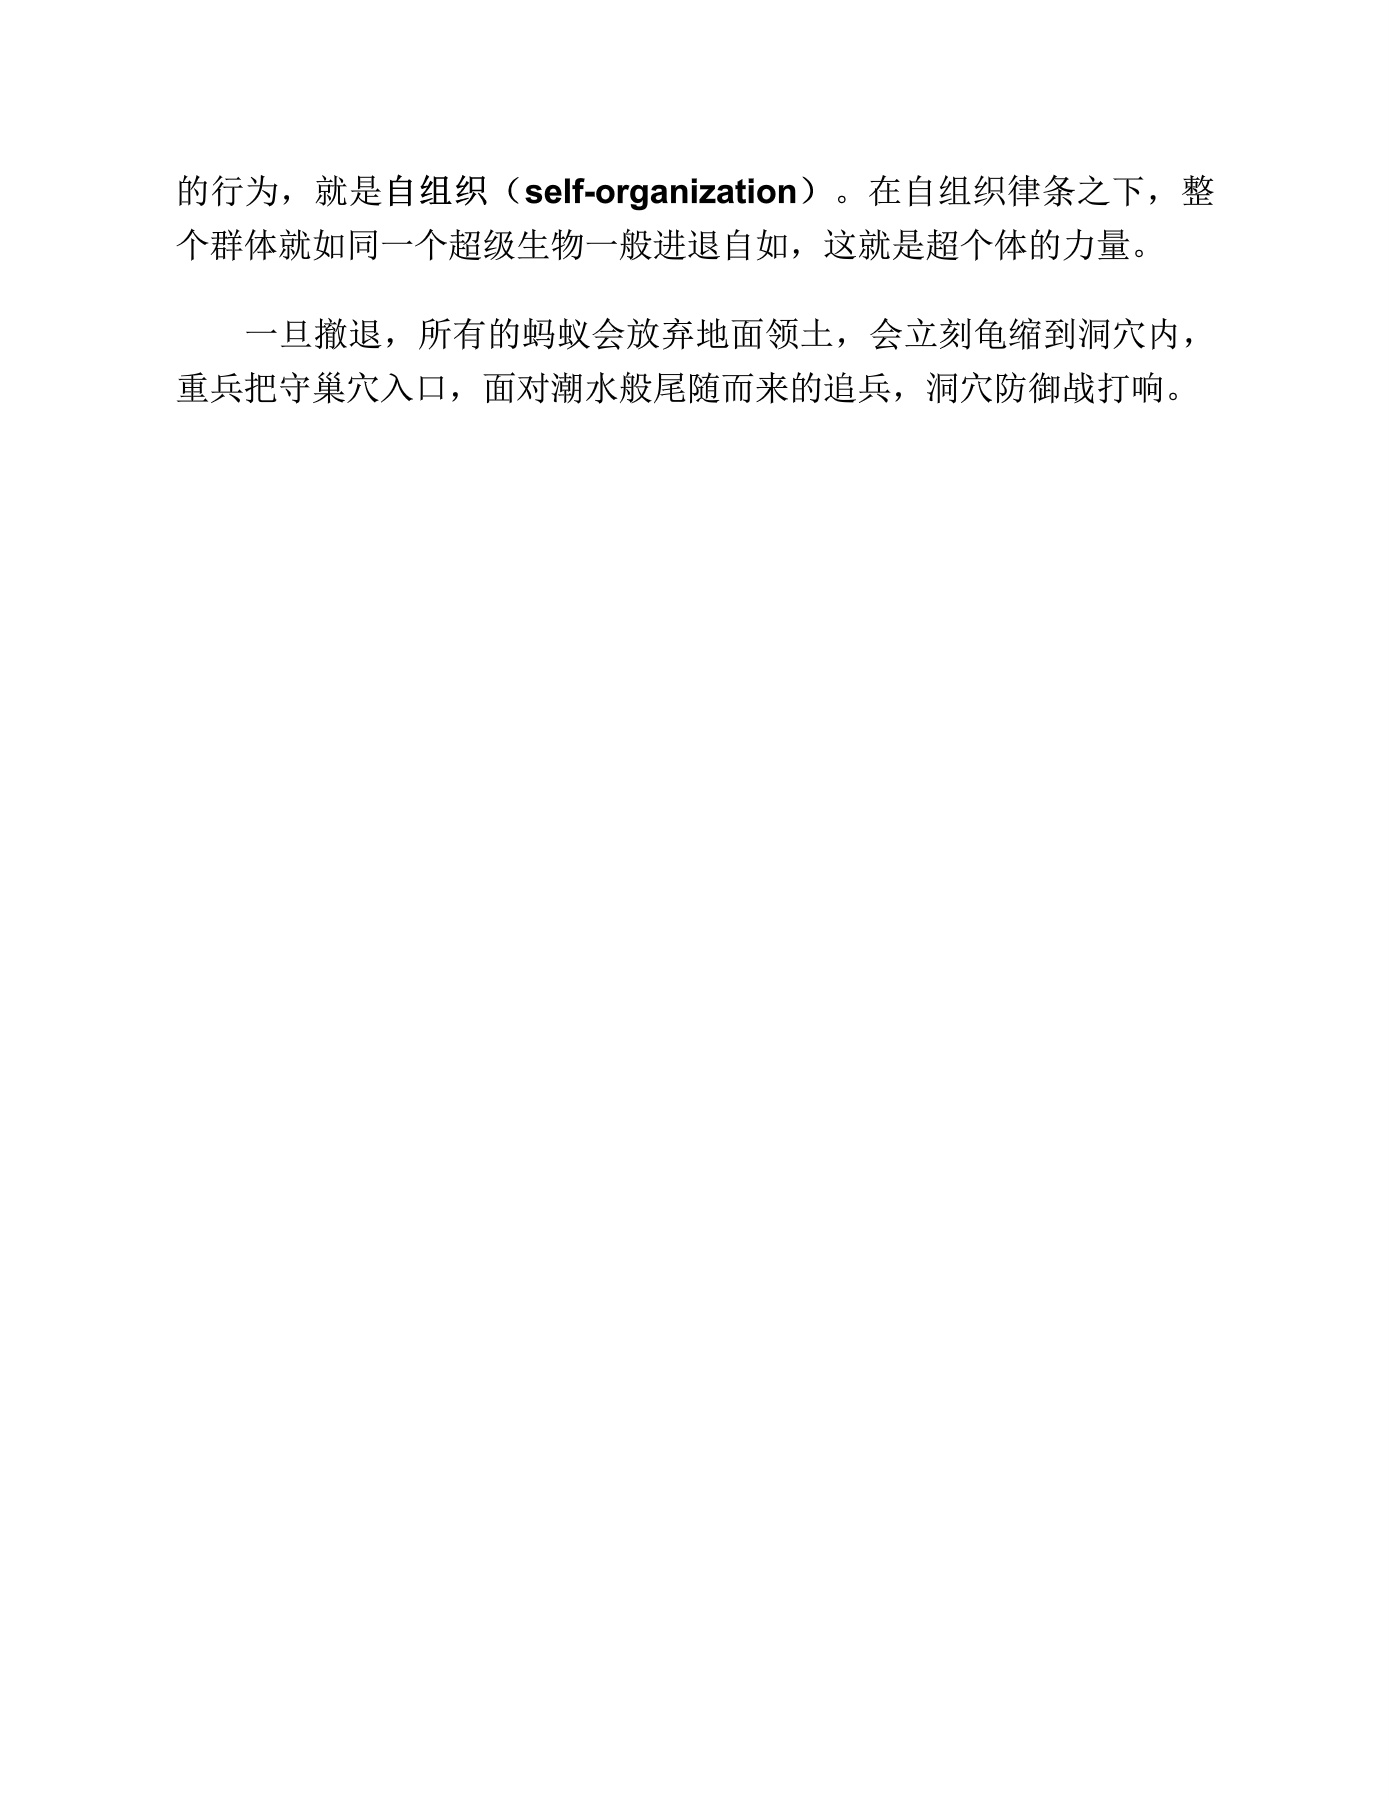 的行为，就是自组织（self-organization）。在自组织律条之下，整
个群体就如同一个超级生物一般进退自如，这就是超个体的力量。
一旦撤退，所有的蚂蚁会放弃地面领土，会立刻龟缩到洞穴内，
重兵把守巢穴入口，面对潮水般尾随而来的追兵，洞穴防御战打响。